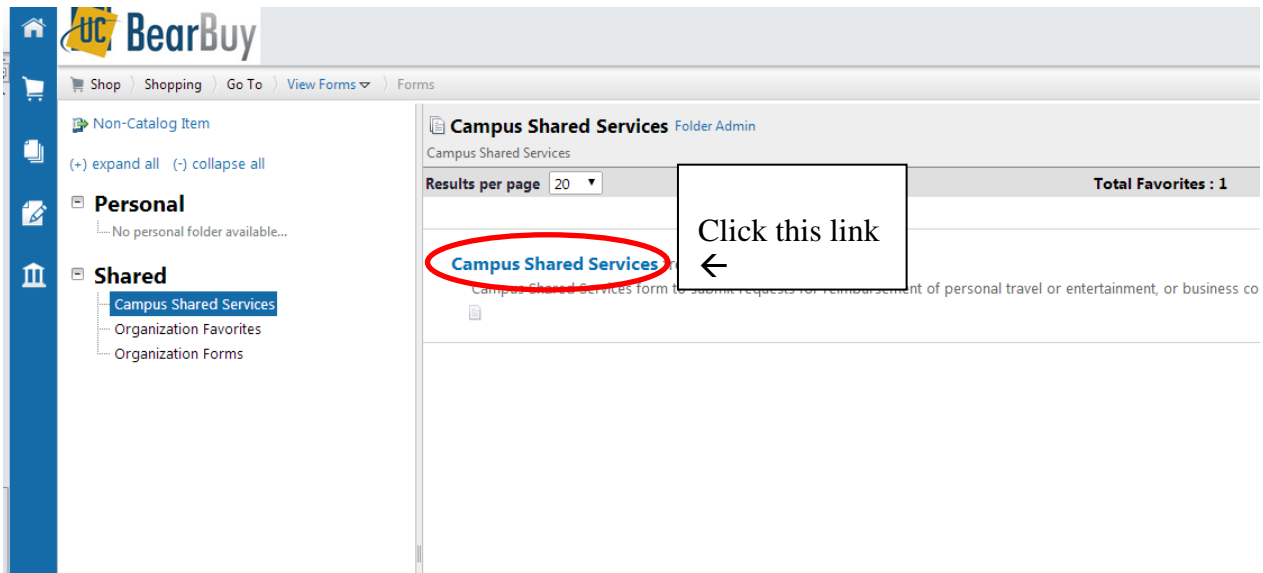 UC BearBuy
Shop Shopping Go To View Forms Forms
Non-Catalog Item
(+) expand all (-) collapse all
Personal
No personal folder available...
Shared
Campus Shared Services
Organization Favorites
Organization Forms
Campus Shared Services Folder Admin
Campus Shared Services
Results per page 20
Total Favorites : 1
Click this link
←
Campus Shared Services
Campus Shared Services form to submit requests for reimbursement of personal travel or entertainment, or business co